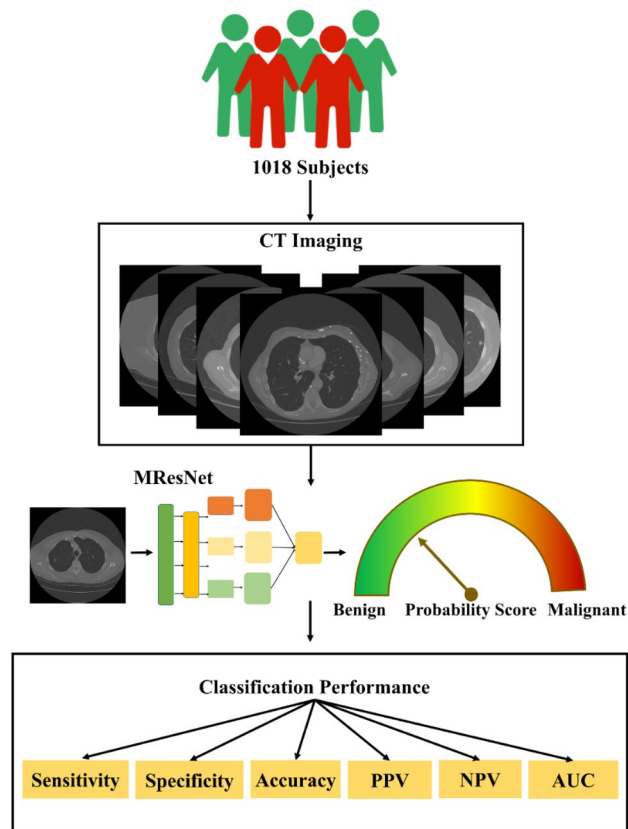 1018 Subjects
CT Imaging
MResNet
Benign Probability Score Malignant
Classification Performance
Sensitivity Specificity Accuracy PPV NPV AUC